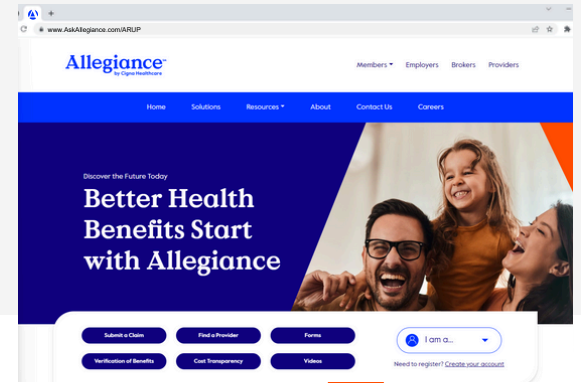 www.AskAllegiance.com/ARUP
Allegiance
by Cigna Healthcare
Members Employers Brokers Providers
Home Solutions Resources About Contact Us Careers
Discover the Future Today
Better Health
Benefits Start
with Allegiance
Submit a Claim Find a Provider Forms
I am a...
Verification of Benefits Cost Transparency Videos
Need to register? Create your account